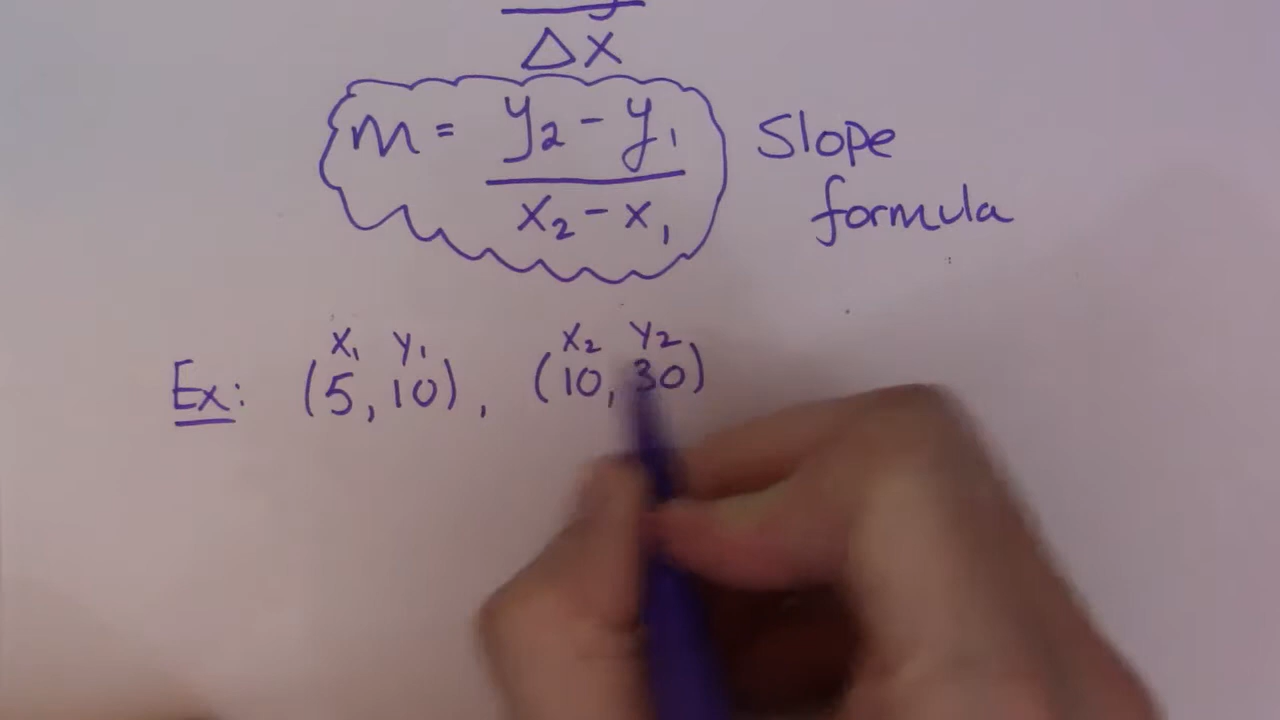 Δx
m = y₂ - y₁ Slope
x₂ - x₁ formula
x₁ y₁ x₂ y₂
Ex: (5, 10), (10, 30)